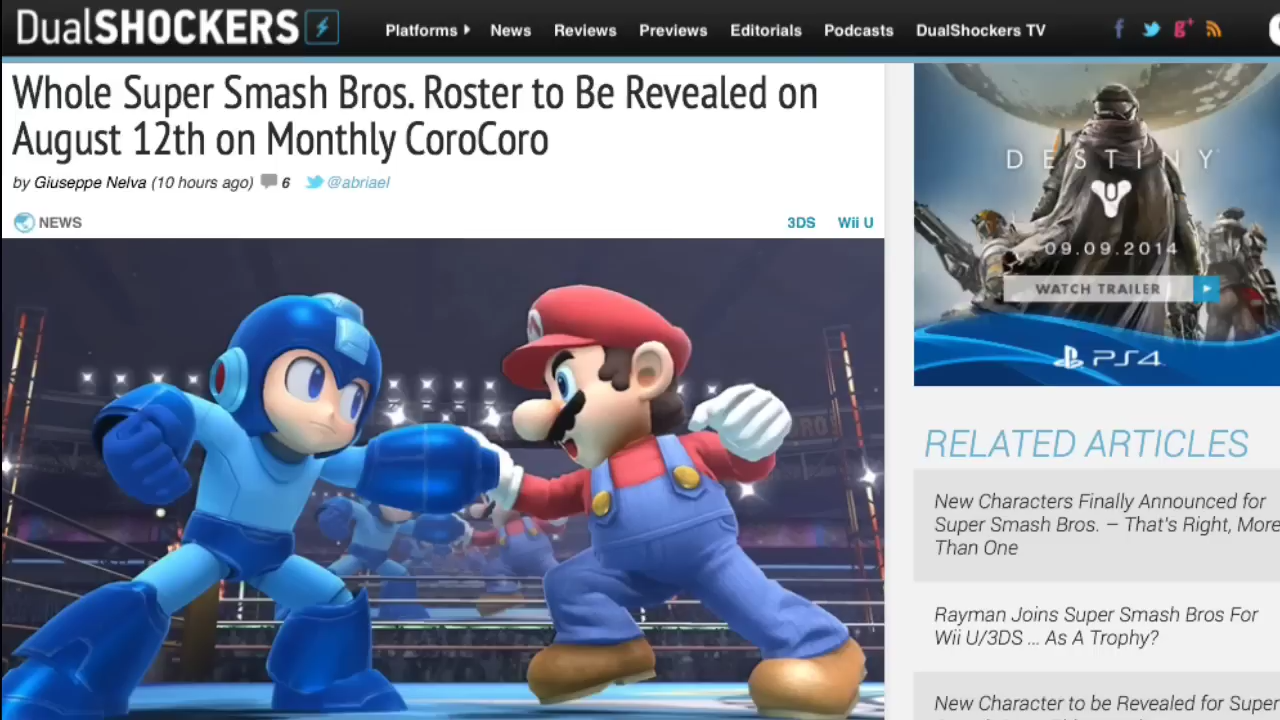 DualSHOCKERS
Platforms News Reviews Previews Editorials Podcasts DualShockers TV
Whole Super Smash Bros. Roster to Be Revealed on
August 12th on Monthly CoroCoro
by Giuseppe Nelva (10 hours ago) 6 @abriael
NEWS 3DS Wii U
DESTINY
09.09.2014
WATCH TRAILER
PS4
RELATED ARTICLES
New Characters Finally Announced for
Super Smash Bros. – That's Right, More
Than One
Rayman Joins Super Smash Bros For
Wii U/3DS ... As A Trophy?
New Character to be Revealed for Super